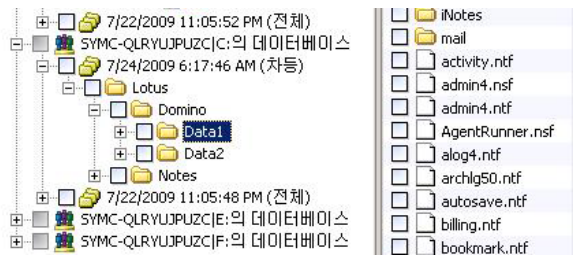 7/22/2009 11:05:52 PM (전체)
SYMC-QLRYUJPUZC|C:의 데이터베이스
7/24/2009 6:17:46 AM (차등)
Lotus
Domino
Data1
Data2
Notes
7/22/2009 11:05:48 PM (전체)
SYMC-QLRYUJPUZC|E:의 데이터베이스
SYMC-QLRYUJPUZC|F:의 데이터베이스
iNotes
mail
activity.ntf
admin4.nsf
admin4.ntf
AgentRunner.nsf
alog4.ntf
archlg50.ntf
autosave.ntf
billing.ntf
bookmark.ntf